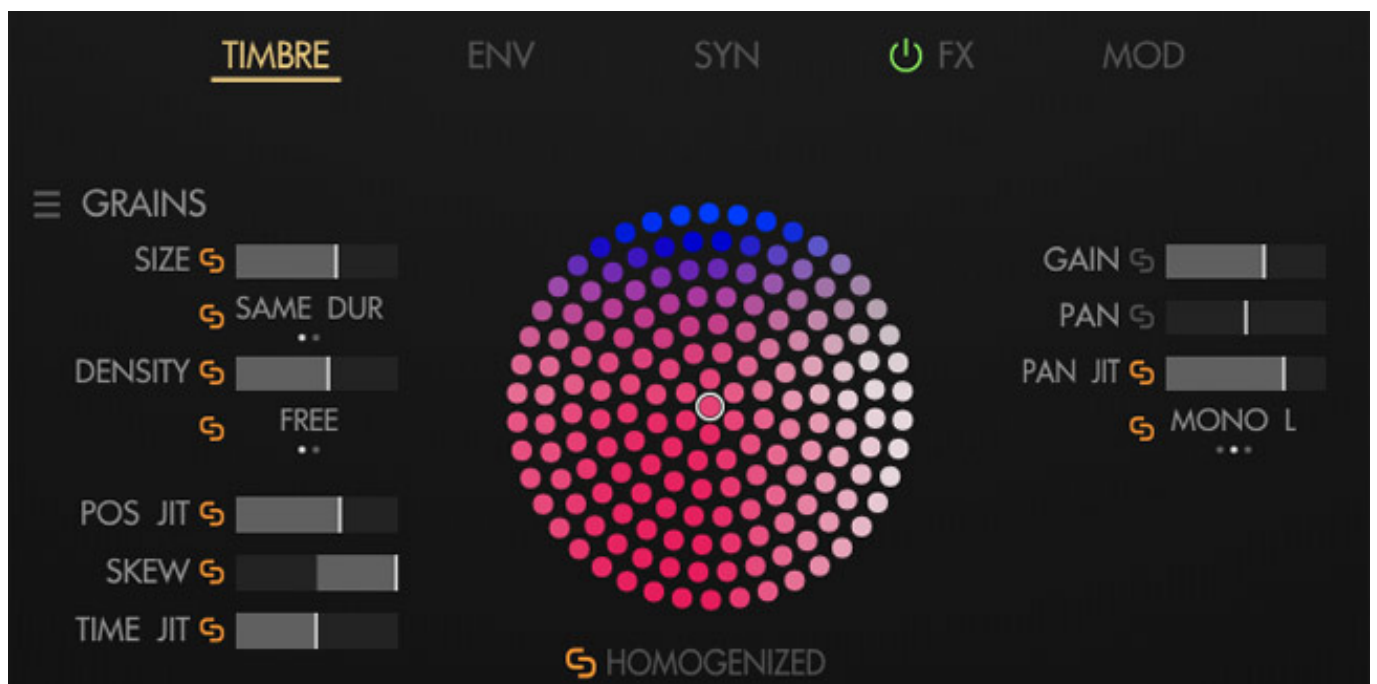 TIMBRE ENV SYN FX MOD
GRAINS
SIZE
SAME DUR
DENSITY
FREE
POS JIT
SKEW
TIME JIT
GAIN
PAN
PAN JIT
MONO L
HOMOGENIZED